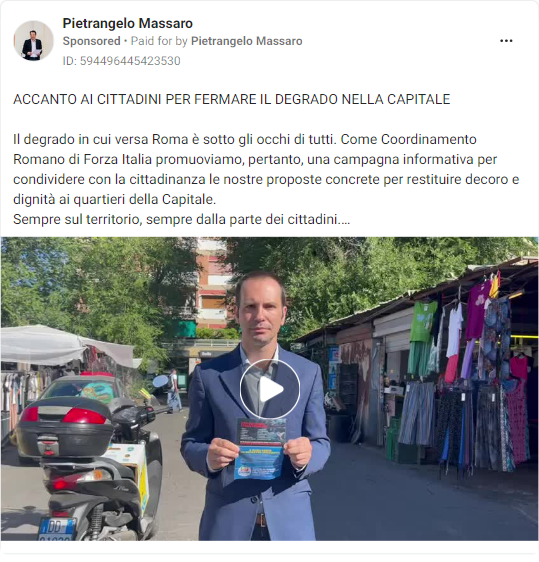 Pietrangelo Massaro
Sponsored • Paid for by Pietrangelo Massaro
ID: 594496445423530
ACCANTO AI CITTADINI PER FERMARE IL DEGRADO NELLA CAPITALE
Il degrado in cui versa Roma è sotto gli occhi di tutti. Come Coordinamento
Romano di Forza Italia promuoviamo, pertanto, una campagna informativa per
condividere con la cittadinanza le nostre proposte concrete per restituire decoro e
dignità ai quartieri della Capitale.
Sempre sul territorio, sempre dalla parte dei cittadini....
DD